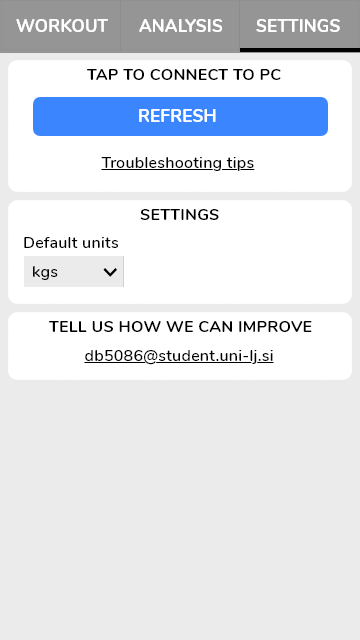 WORKOUT ANALYSIS SETTINGS
TAP TO CONNECT TO PC
REFRESH
Troubleshooting tips
SETTINGS
Default units
kgs
TELL US HOW WE CAN IMPROVE
db5086@student.uni-lj.si